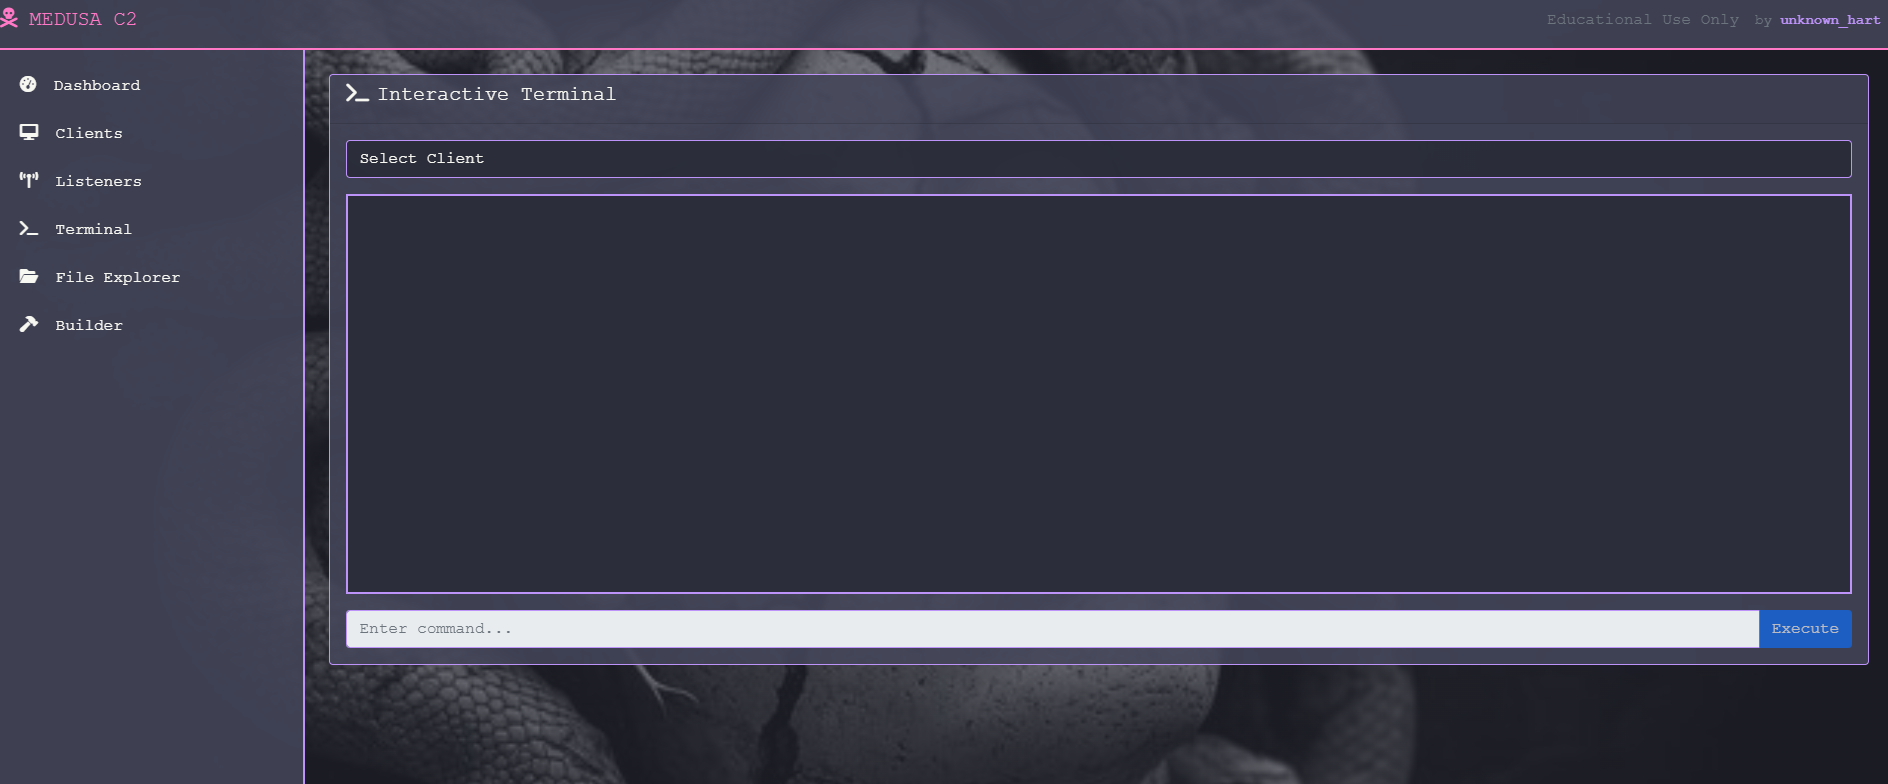 MEDUSA C2
Educational Use Only by unknown_hart
Dashboard
Clients
Listeners
Terminal
File Explorer
Builder
Interactive Terminal
Select Client
Enter command...
Execute